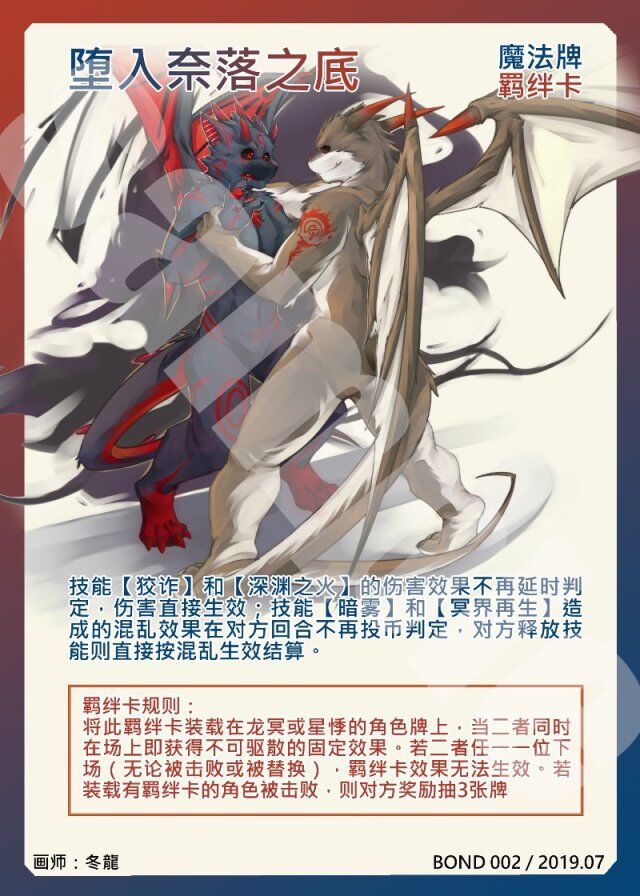 堕入奈落之底
魔法牌
羁绊卡
技能【狡诈】和【深渊之火】的伤害效果不再延时判
定，伤害直接生效；技能【暗雾】和【冥界再生】造
成的混乱效果在对方回合不再投币判定，对方释放技
能则直接按混乱生效结算。
羁绊卡规则：
将此羁绊卡装载在龙冥或星悸的角色牌上，当二者同时
在场上即获得不可驱散的固定效果。若二者任一一位下
场（无论被击败或被替换），羁绊卡效果无法生效。若
装载有羁绊卡的角色被击败，则对方奖励抽3张牌
画师：冬龍
BOND 002 / 2019.07